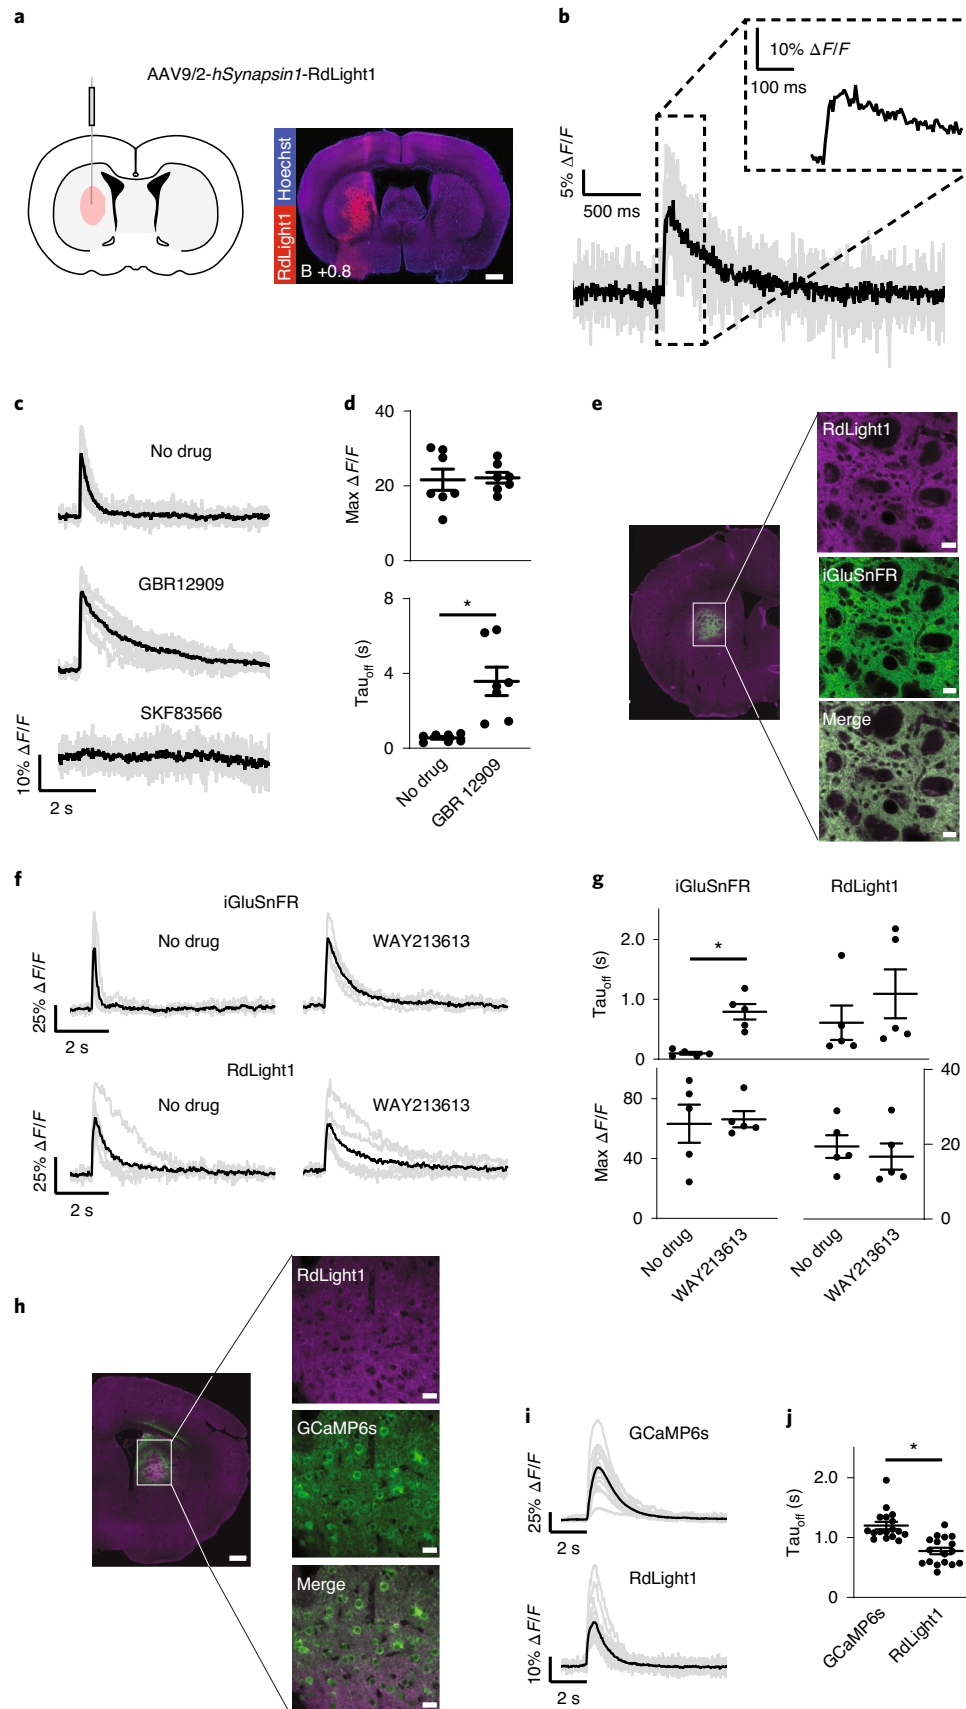 a
AAV9/2-hSynapsin1-RdLight1
RdLight1 Hoechst
B +0.8
b
10% ΔF/F
100 ms
5% ΔF/F
500 ms
c
No drug
GBR12909
SKF83566
10% ΔF/F
2 s
d
40
20
0
Max ΔF/F
8
4
0
Tauoff (s)
*
No drug
GBR 12909
e
RdLight1
iGluSnFR
Merge
f
iGluSnFR
No drug
WAY213613
25% ΔF/F
2 s
RdLight1
No drug
WAY213613
25% ΔF/F
2 s
g
iGluSnFR
RdLight1
2.0
1.0
0
Tauoff (s)
*
80
40
0
Max ΔF/F
40
20
0
No drug
WAY213613
No drug
WAY213613
h
RdLight1
GCaMP6s
Merge
i
GCaMP6s
25% ΔF/F
2 s
RdLight1
10% ΔF/F
2 s
j
*
2.0
1.0
0
Tauoff (s)
GCaMP6s
RdLight1